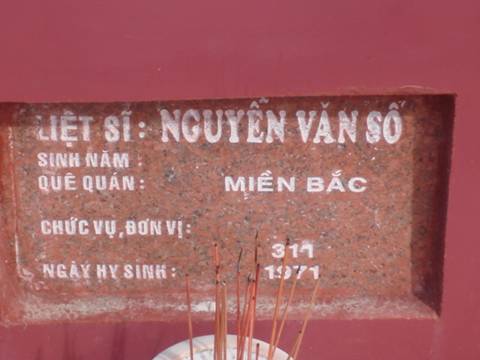 LIỆT SĨ: NGUYỄN VĂN SỐ
SINH NĂM :
QUÊ QUÁN : MIỀN BẮC
CHỨC VỤ, ĐƠN VỊ:
311
NGÀY HY SINH : 1971